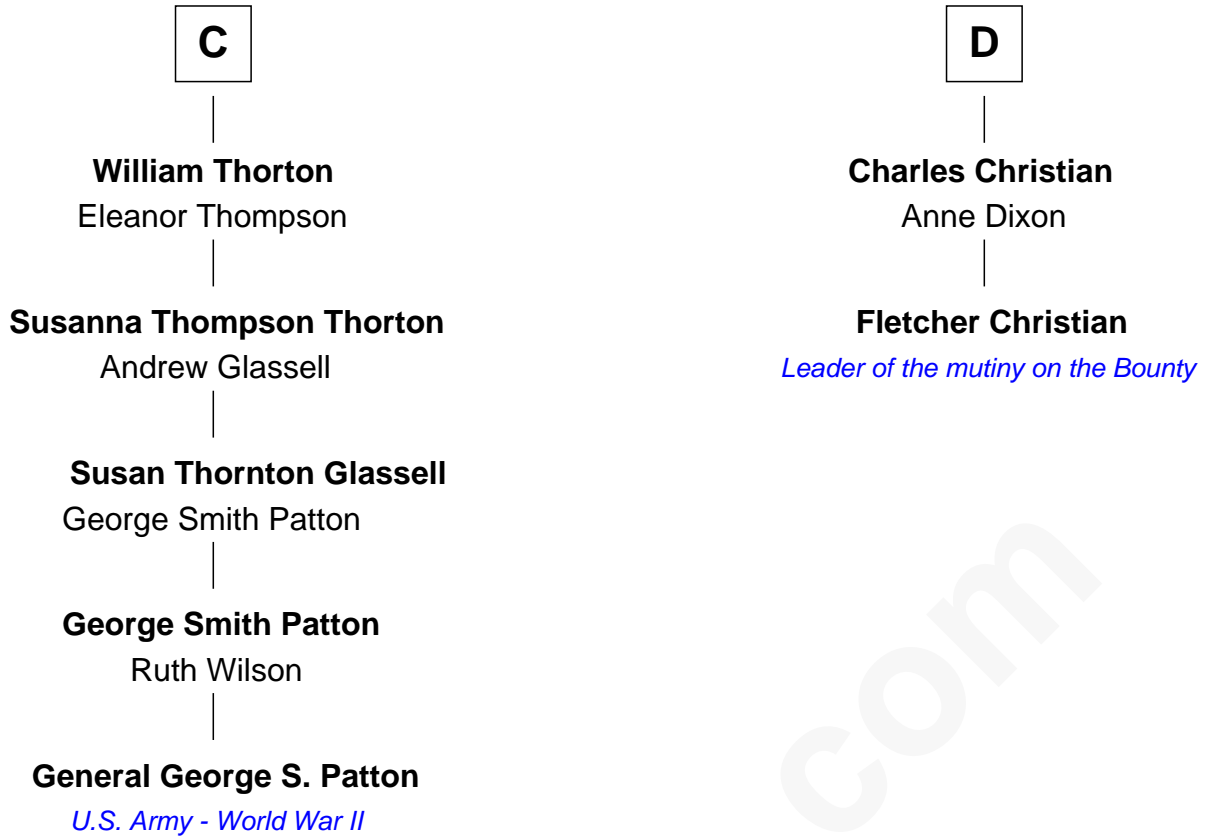 C
William Thorton
Eleanor Thompson
Susanna Thompson Thorton
Andrew Glassell
Susan Thornton Glassell
George Smith Patton
George Smith Patton
Ruth Wilson
General George S. Patton
U.S. Army - World War II
D
Charles Christian
Anne Dixon
Fletcher Christian
Leader of the mutiny on the Bounty
com